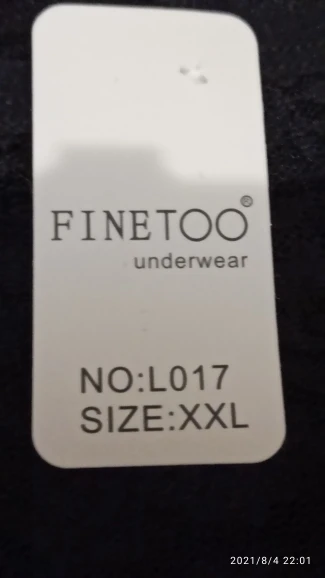 FINETOO®
underwear
NO:L017
SIZE:XXL
2021/8/4 22:01